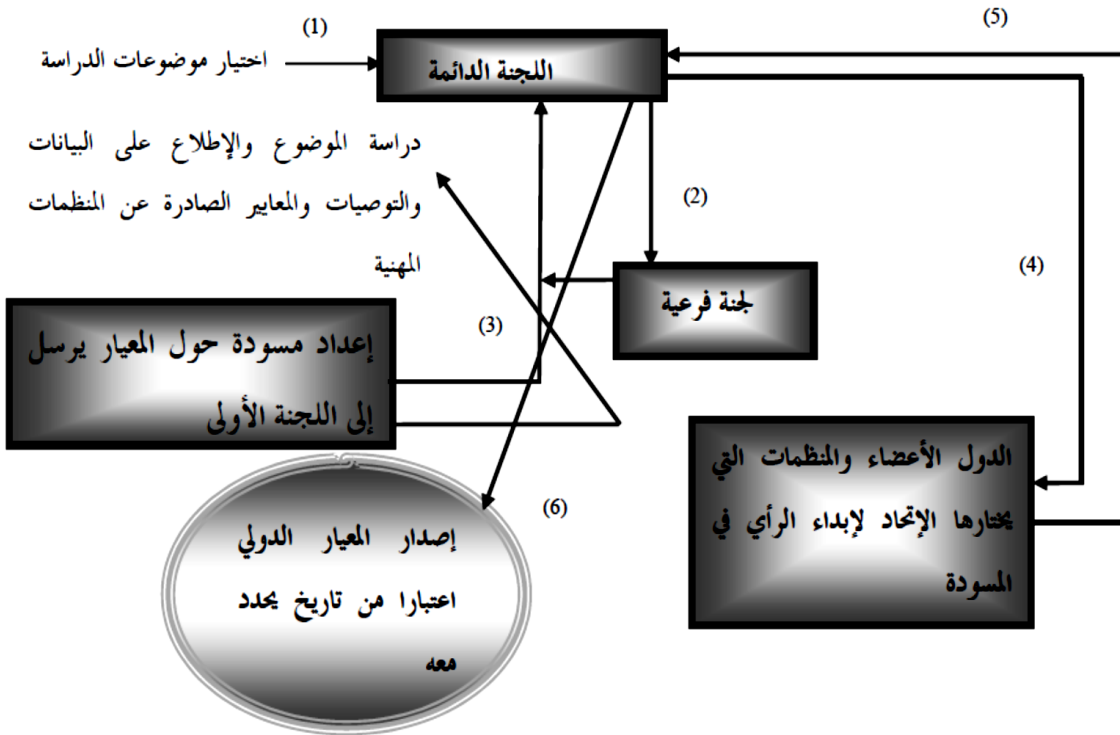 (5)
(1)
اللجنة الدائمة
اختيار موضوعات الدراسة
دراسة الموضوع والإطلاع على البيانات
والتوصيات والمعايير الصادرة عن المنظمات
المهنية
(2)
(4)
لجنة فرعية
(3)
إعداد مسودة حول المعيار يرسل
إلى اللجنة الأولى
الدول الأعضاء والمنظمات التي
يختارها الإتحاد لإبداء الرأي في
المسودة
(6)
إصدار المعيار الدولي
اعتبارا من تاريخ يحدد
معه